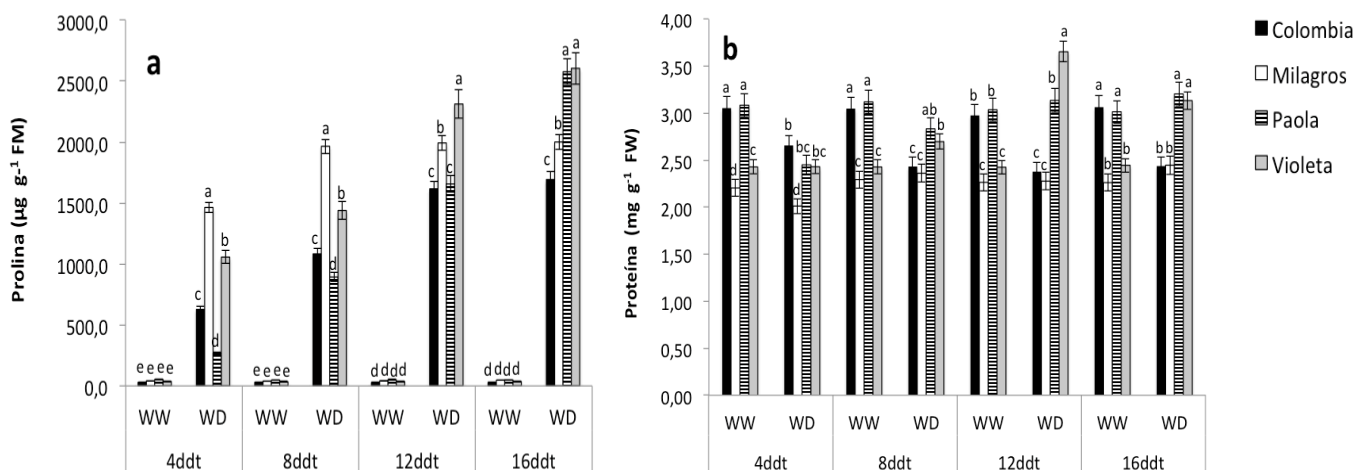 a
Prolina (µg g-1 FM)
3000,0
2500,0
2000,0
1500,0
1000,0
500,0
0,0
e e e e
c a d b
e e e e
c a d b
d d d d
c b c a
d d d d
c b a a
WW WD WW WD WW WD WW WD
4ddt 8ddt 12ddt 16ddt
b
Proteína (mg g-1 FW)
4,00
3,50
3,00
2,50
2,00
1,50
1,00
0,50
0,00
a d a c
b d bc bc
a c a c
c c ab b
b c b c
c c b a
a b a b
b b a a
WW WD WW WD WW WD WW WD
4ddt 8ddt 12ddt 16ddt
Colombia
Milagros
Paola
Violeta